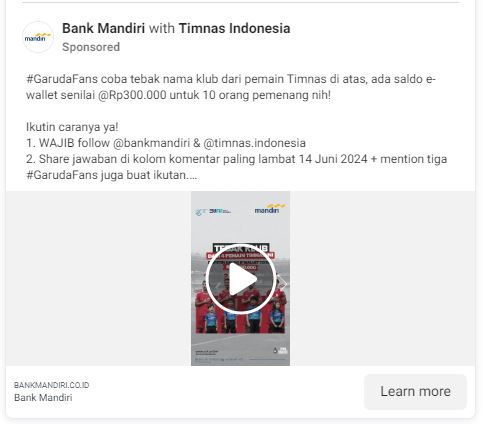 mandiri
Bank Mandiri with Timnas Indonesia
Sponsored
#GarudaFans coba tebak nama klub dari pemain Timnas di atas, ada saldo e-
wallet senilai @Rp300.000 untuk 10 orang pemenang nih!
Ikutin caranya ya!
1. WAJIB follow @bankmandiri & @timnas.indonesia
2. Share jawaban di kolom komentar paling lambat 14 Juni 2024 + mention tiga
#GarudaFans juga buat ikutan....
mandiri
TEBAK KLUB
BANKMANDIRI.CO.ID
Bank Mandiri
Learn more